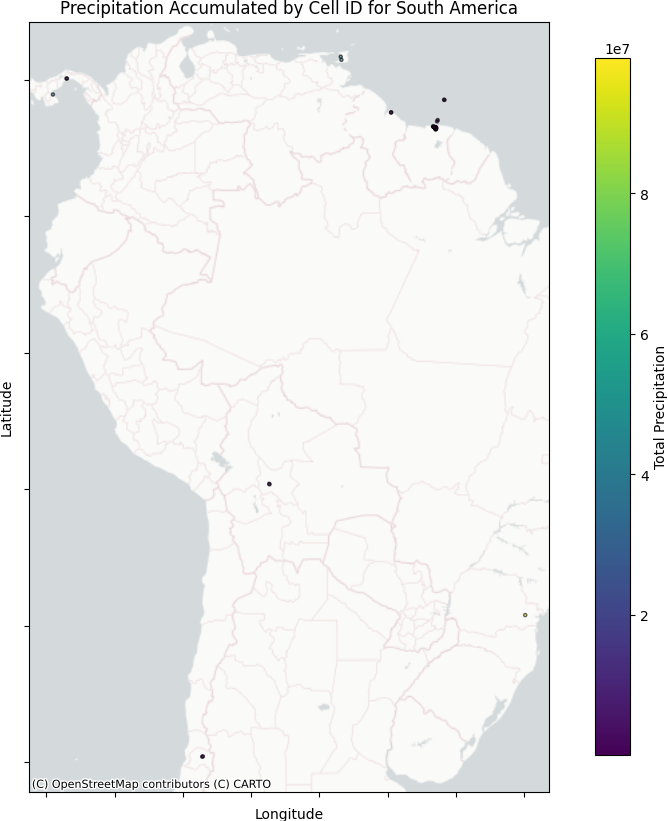 Precipitation Accumulated by Cell ID for South America
1e7
8
6
4
2
Total Precipitation
Latitude
(C) OpenStreetMap contributors (C) CARTO
Longitude